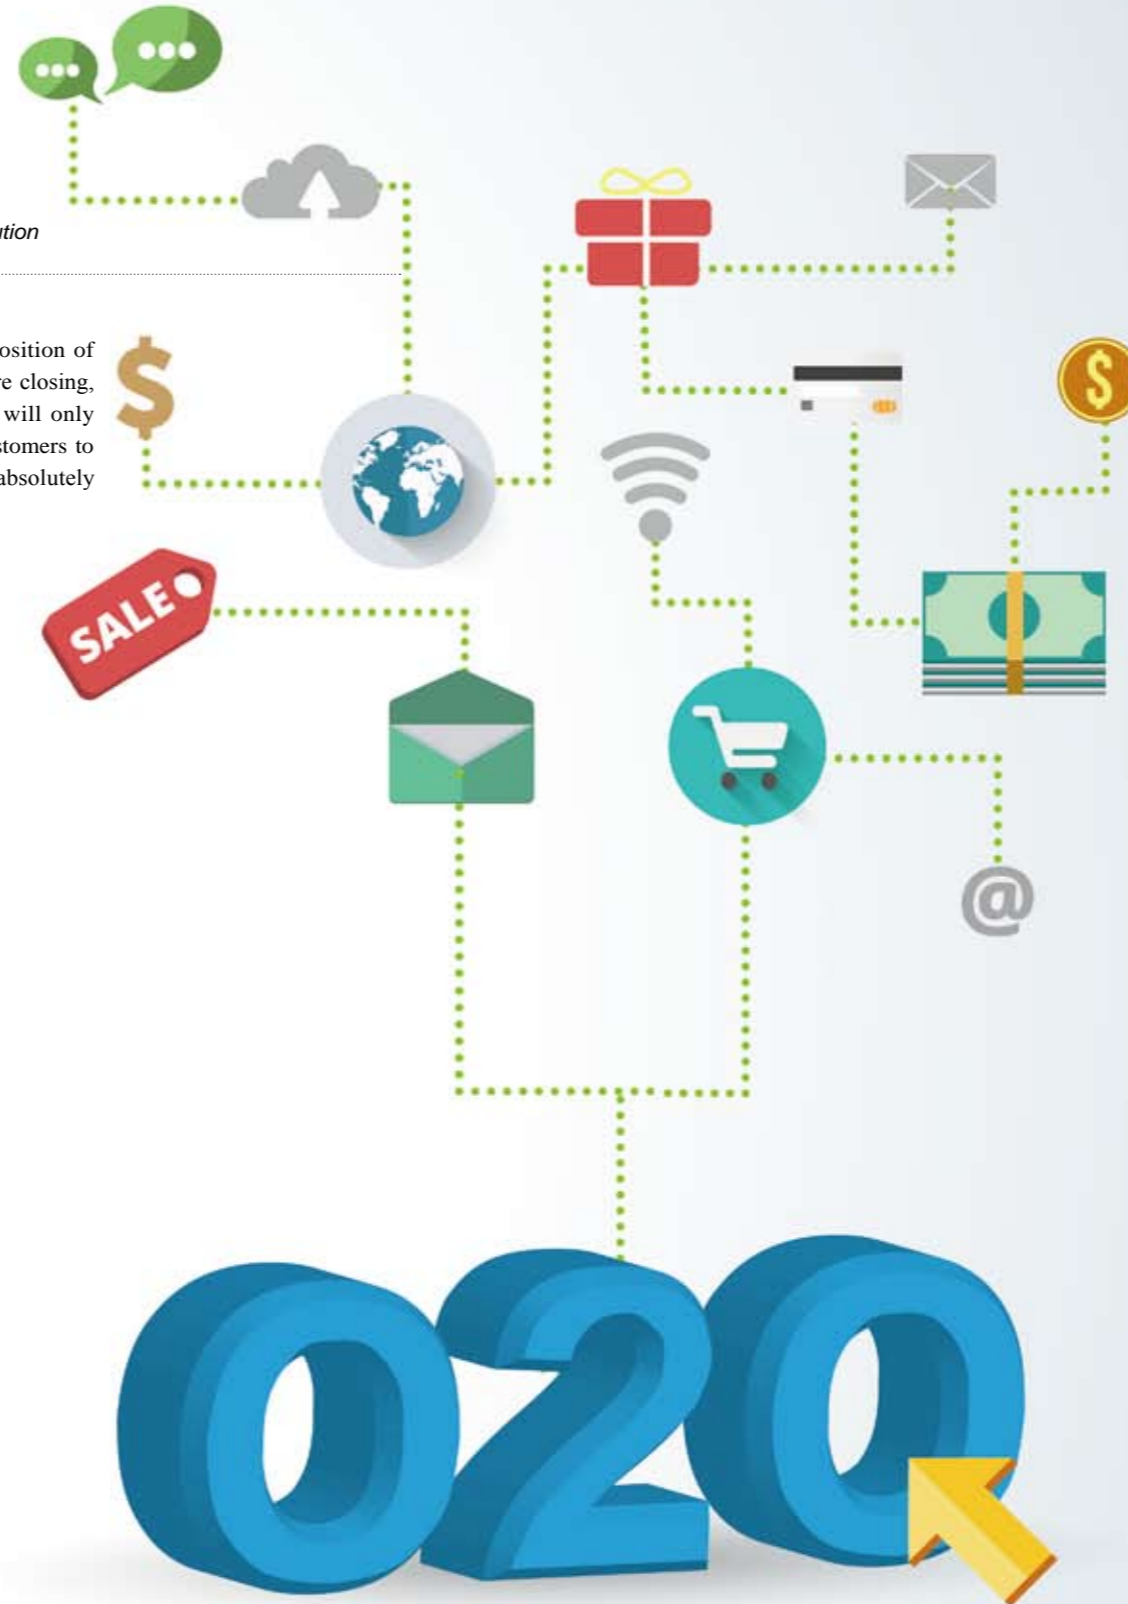 ution
osition of
re closing,
will only
stomers to
absolutely
$
$
SALE
@
O2O